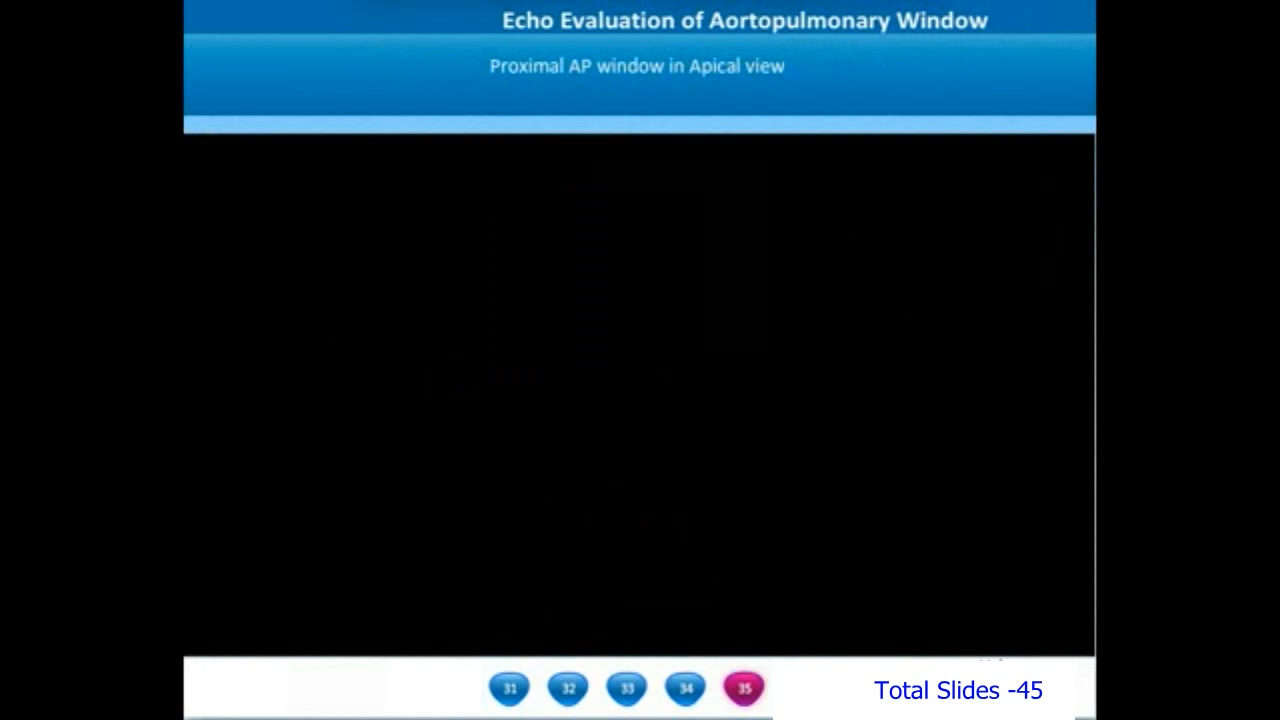 Echo Evaluation of Aortopulmonary Window
Proximal AP window in Apical view
31 32 33 34 35
Total Slides -45